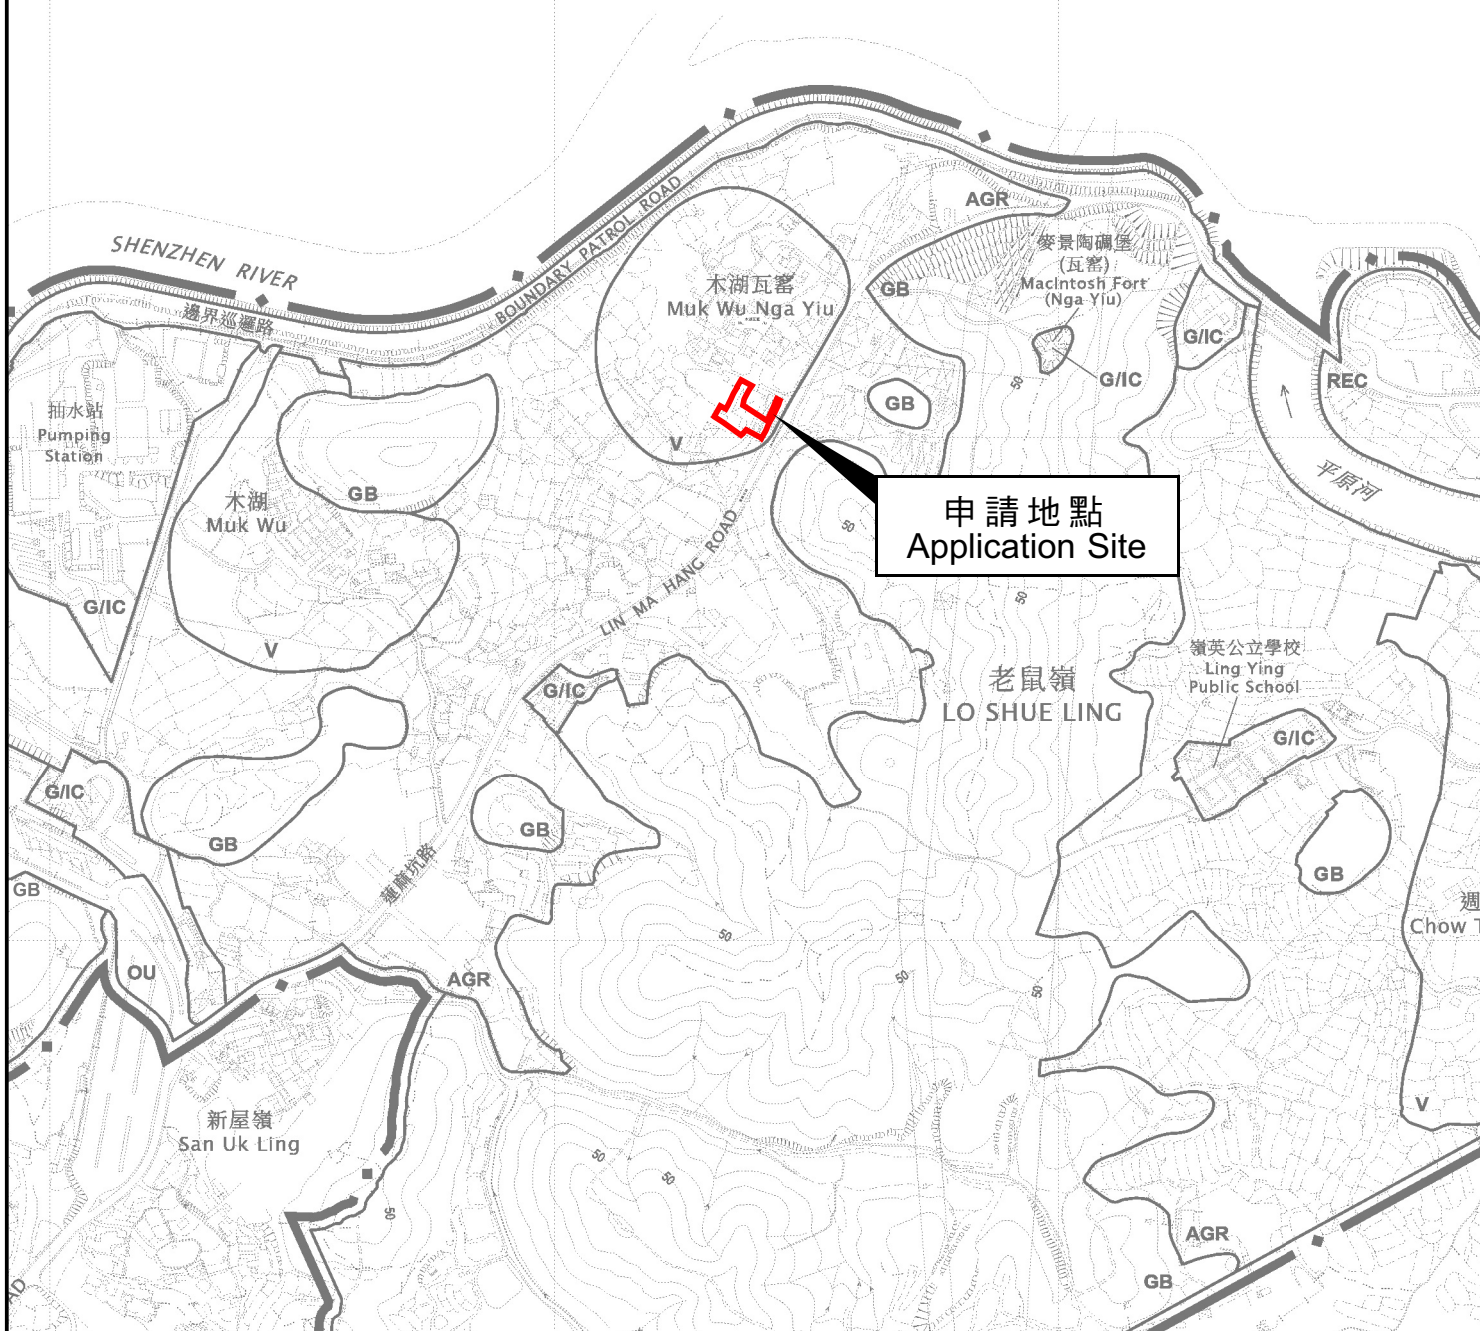 SHENZHEN RIVER
邊界巡邏路
BOUNDARY PATROL ROAD
AGR
麥景陶碉堡
(瓦窰)
MacIntosh Fort
(Nga Yiu)
木湖瓦窰
Muk Wu Nga Yiu
GB
G/IC
G/IC
REC
GB
V
抽水站
Pumping
Station
木湖
Muk Wu
GB
50
平原河
申請地點
Application Site
50
LIN MA HANG ROAD
50
G/IC
V
嶺英公立學校
Ling Ying
Public School
G/IC
老鼠嶺
LO SHUE LING
G/IC
G/IC
GB
GB
蓮麻坑路
GB
GB
週
Chow T
50
OU
AGR
50
50
新屋嶺
San Uk Ling
V
50
50
50
AGR
GB
AD